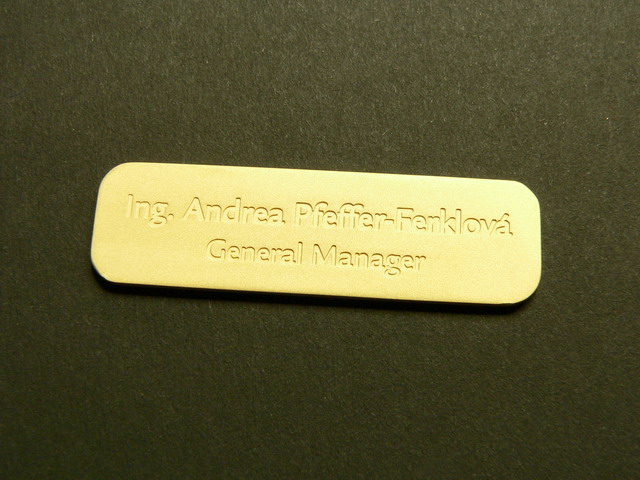 Ing. Andrea Pfeffer-Ferklová
General Manager